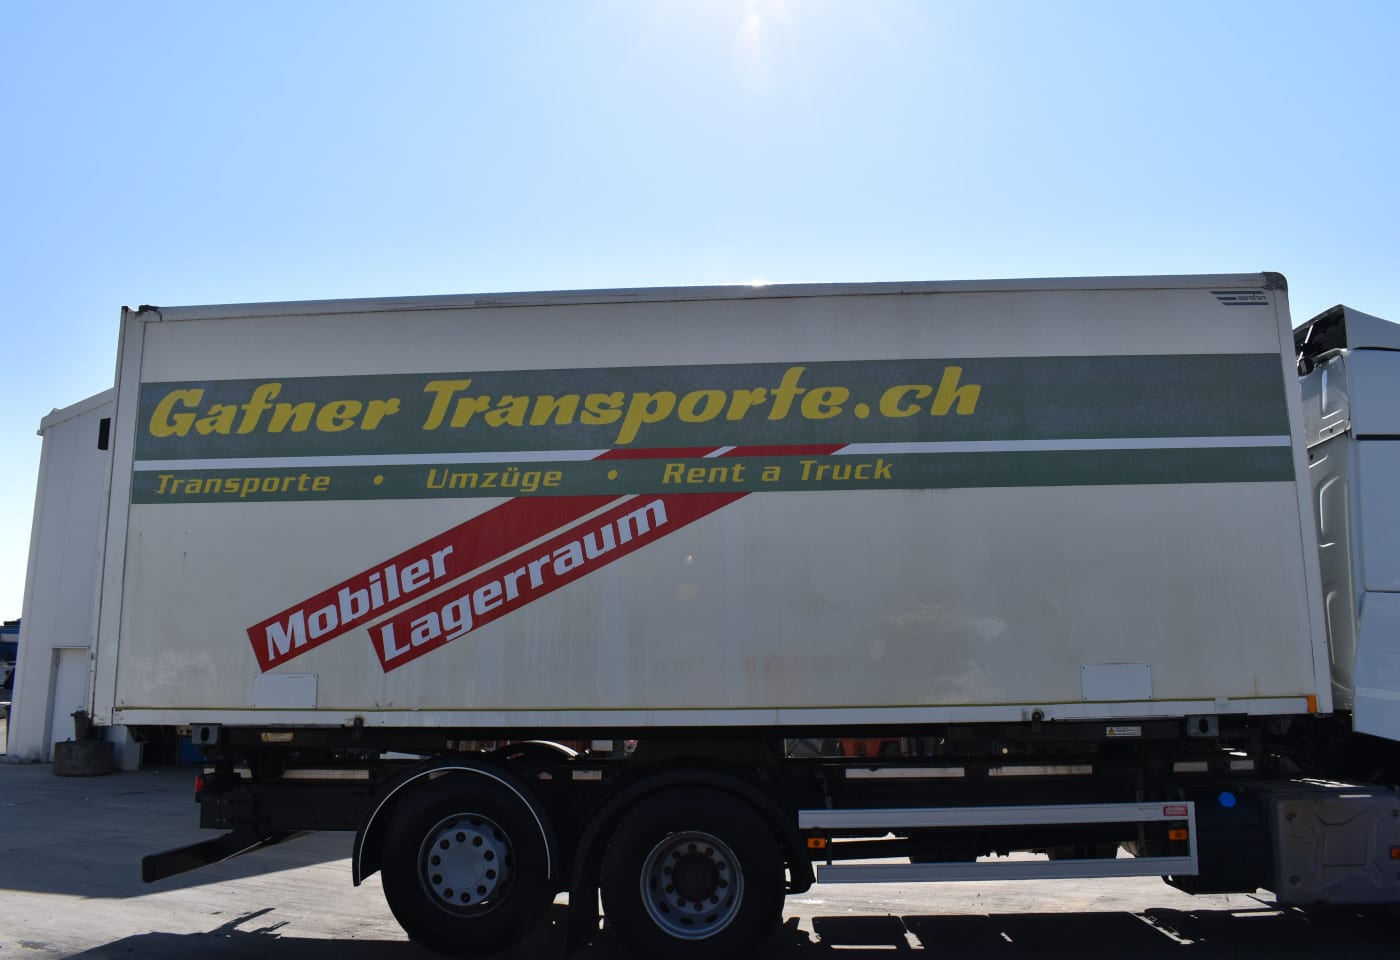 Gafner Transporte.ch
Transporte • Umzüge • Rent a Truck
Mobiler
Lagerraum